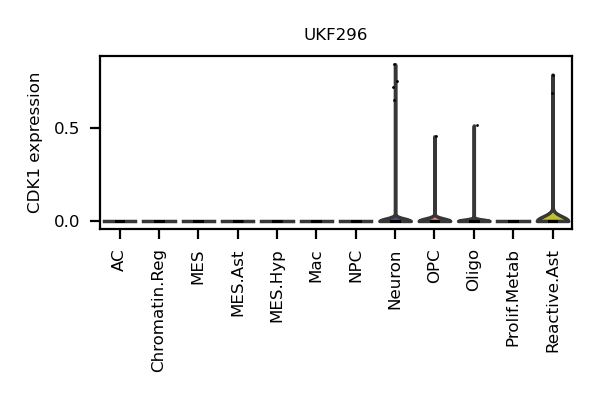 UKF296
CDK1 expression
0.5
0.0
AC
Chromatin.Reg
MES
MES.Ast
MES.Hyp
Mac
NPC
Neuron
OPC
Oligo
Prolif.Metab
Reactive.Ast